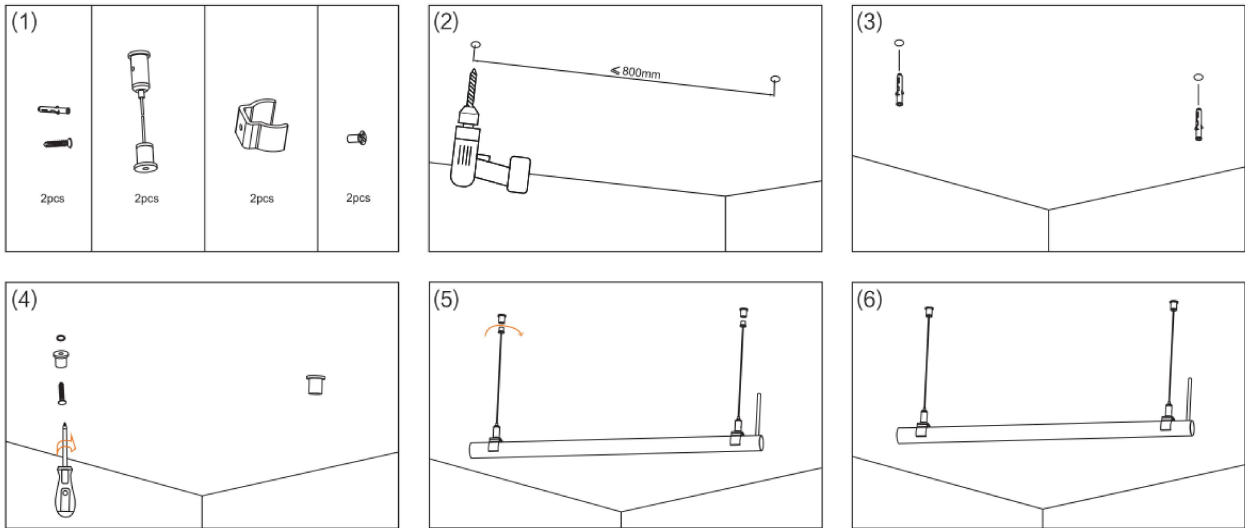 (1)
2pcs
2pcs
2pcs
2pcs
(2)
⩽ 800mm
(3)
(4)
(5)
(6)